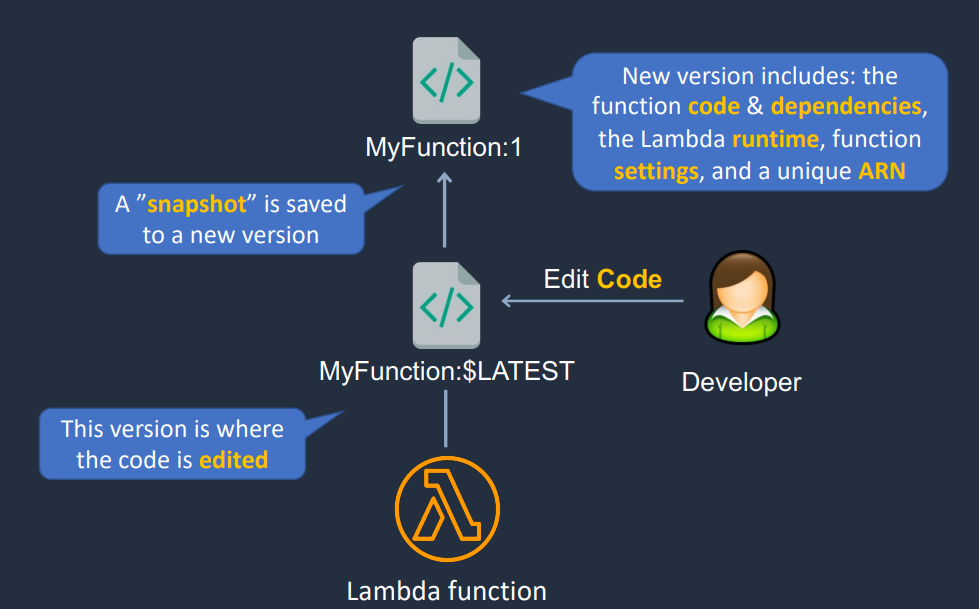 New version includes: the
function code & dependencies,
the Lambda runtime, function
settings, and a unique ARN
MyFunction:1
A ”snapshot” is saved
to a new version
Edit Code
MyFunction:$LATEST
Developer
This version is where
the code is edited
Lambda function